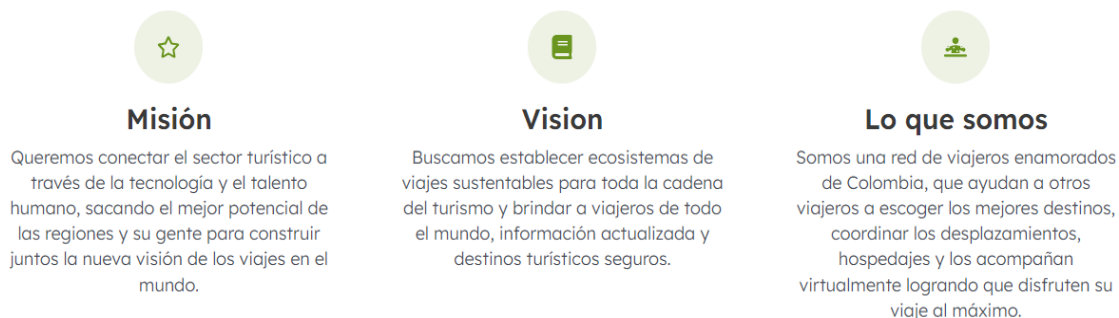 Misión
Queremos conectar el sector turístico a
través de la tecnología y el talento
humano, sacando el mejor potencial de
las regiones y su gente para construir
juntos la nueva visión de los viajes en el
mundo.
Vision
Buscamos establecer ecosistemas de
viajes sustentables para toda la cadena
del turismo y brindar a viajeros de todo
el mundo, información actualizada y
destinos turísticos seguros.
Lo que somos
Somos una red de viajeros enamorados
de Colombia, que ayudan a otros
viajeros a escoger los mejores destinos,
coordinar los desplazamientos,
hospedajes y los acompañan
virtualmente logrando que disfruten su
viaje al máximo.